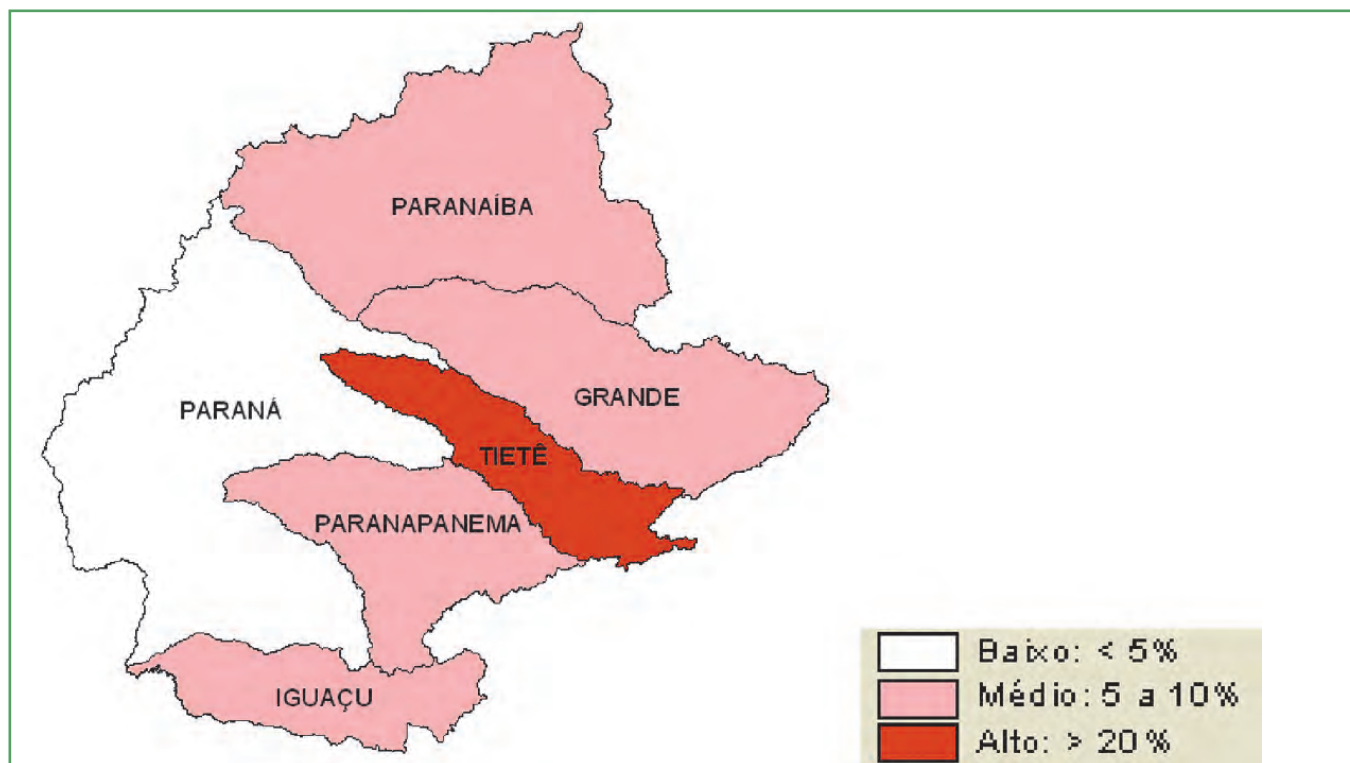 PARANAÍBA
GRANDE
PARANÁ
TIETÊ
PARANAPANEMA
IGUAÇU
Baixo: < 5%
Médio: 5 a 10%
Alto: > 20%